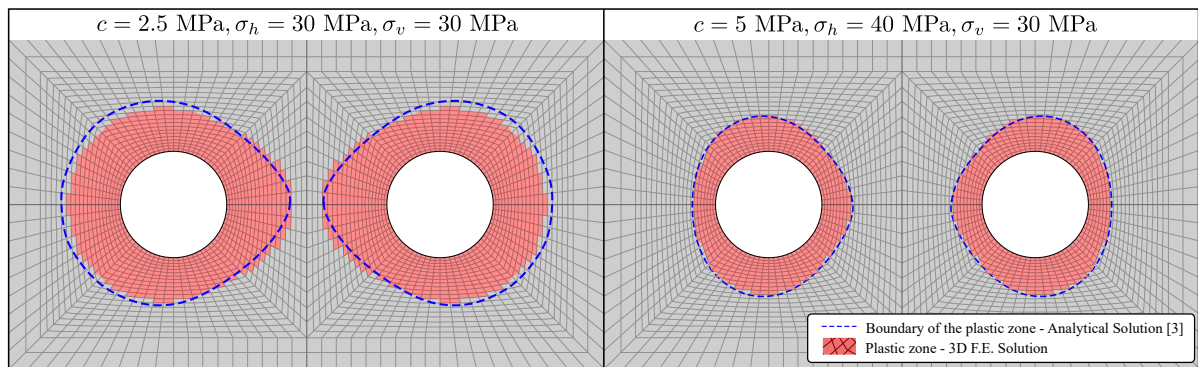 c = 2.5 MPa, σ_h = 30 MPa, σ_v = 30 MPa
c = 5 MPa, σ_h = 40 MPa, σ_v = 30 MPa
Boundary of the plastic zone - Analytical Solution [3]
Plastic zone - 3D F.E. Solution